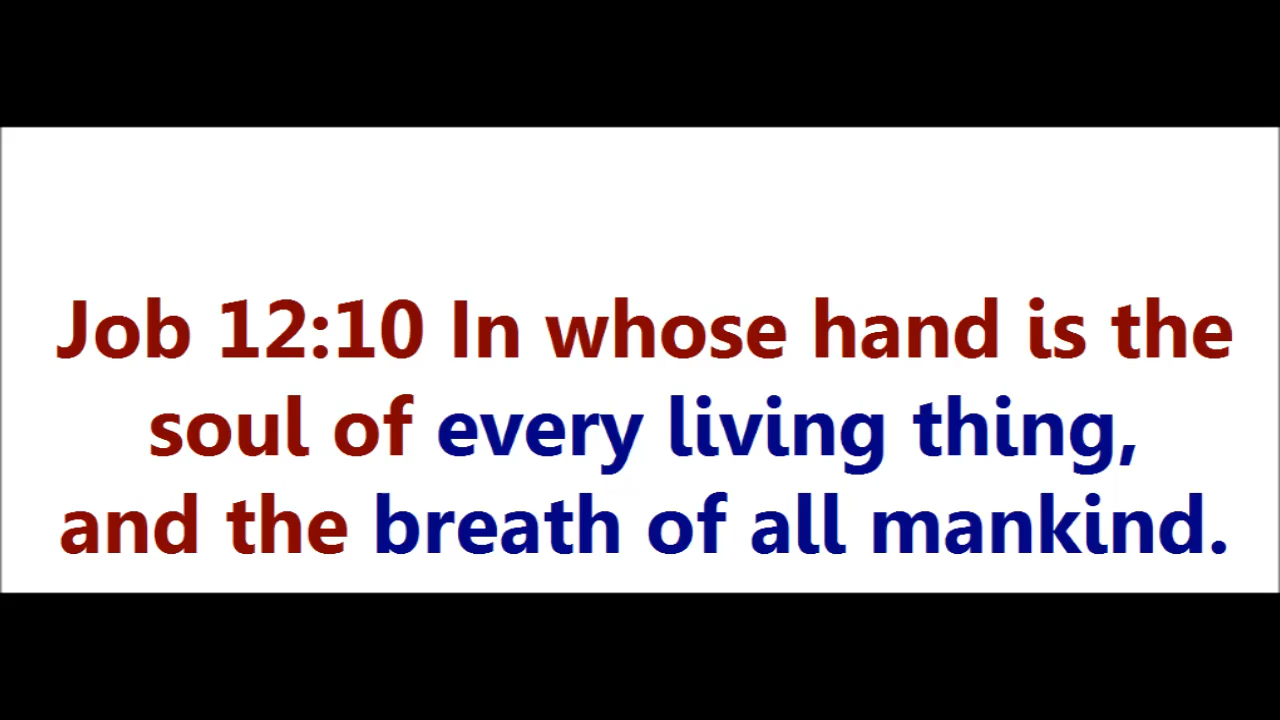 Job 12:10 In whose hand is the
soul of every living thing,
and the breath of all mankind.